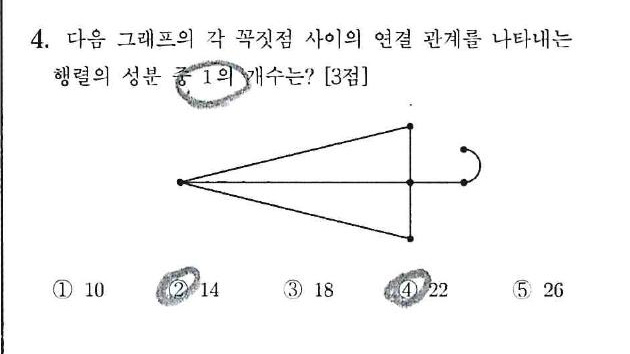 4. 다음 그래프의 각 꼭짓점 사이의 연결 관계를 나타내는
행렬의 성분 중 1의 개수는? [3점]
① 10 ② 14 ③ 18 ④ 22 ⑤ 26